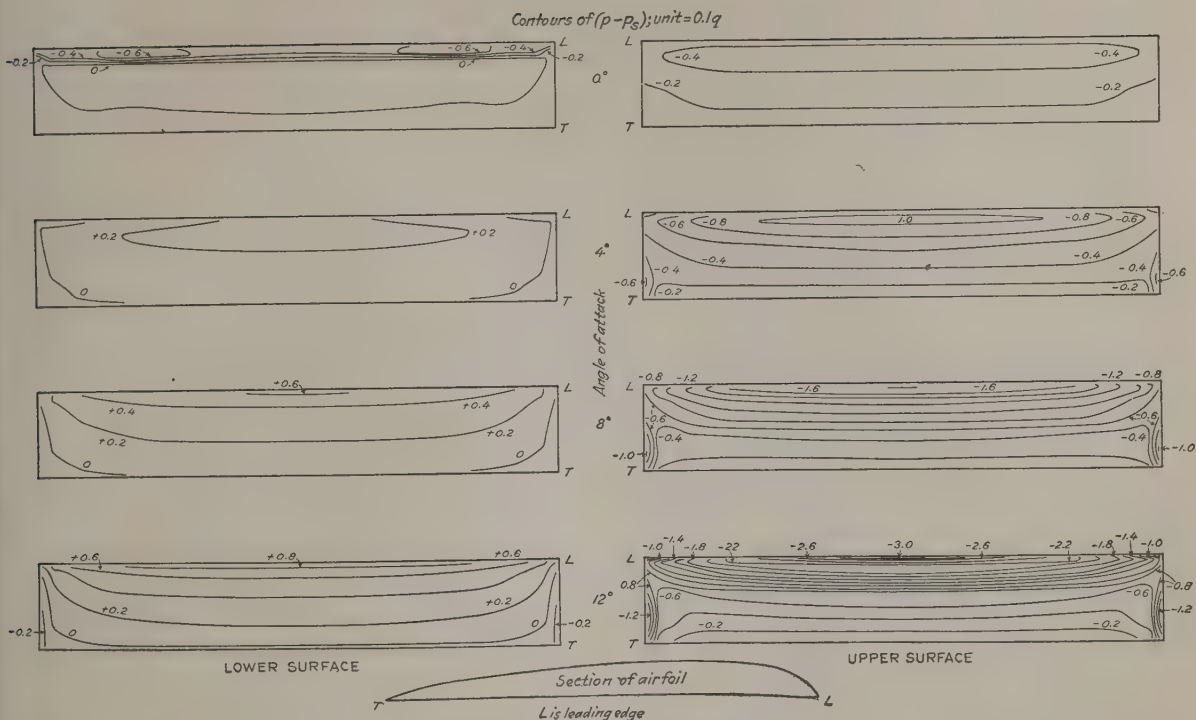 Contours of (p-ps); unit=0.1q
-0.4 -0.6 -0.6 -0.4 L L
-0.2 -0.2 -0.4 -0.4
0 0 0° -0.2 -0.2
T T
L L -0.6 -0.8 1.0 -0.8 -0.6
+0.2 +0.2 4° -0.4 -0.4
-0.4 -0.4
0 0 -0.6 -0.6
T T -0.2 -0.2
Angle of attack
+0.6 L L -0.8 -1.2 -1.6 -1.6 -1.2 -0.8
+0.4 +0.4
+0.2 +0.2 8° -0.6 -0.6
-0.4 -0.4
0 0 -1.0 -1.0
T T
+0.6 +0.8 +0.6 L L -1.0 -1.4 -1.8 -22 -2.6 -3.0 -2.6 -2.2 -1.8 -1.4 -1.0
0.8 0.8
+0.2 +0.2 12° -0.6 -0.6
-1.2 -1.2
-0.2 0 0 -0.2 -0.2 -0.2
T T
LOWER SURFACE UPPER SURFACE
Section of airfoil
T L
L is leading edge